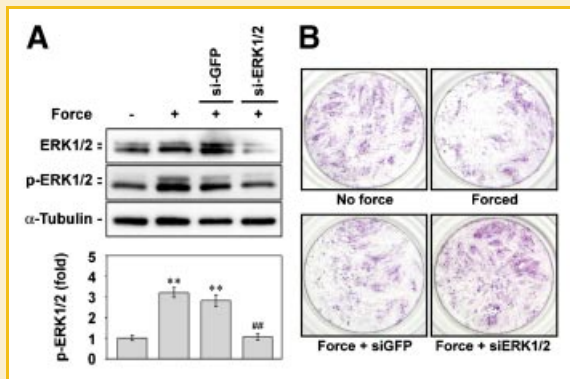 A
si-GFP
si-ERK1/2
Force - + + +
ERK1/2
p-ERK1/2
α-Tubulin
p-ERK1/2 (fold)
5
4
3
2
1
0
**
**
##
B
No force
Forced
Force + siGFP
Force + siERK1/2